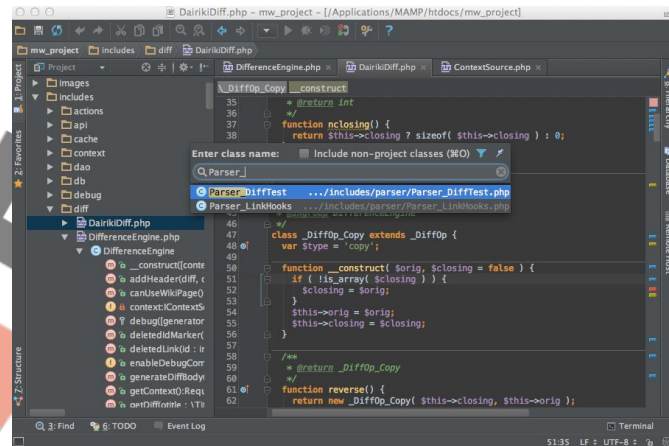 DairikiDiff.php - mw_project - [/Applications/MAMP/htdocs/mw_project]
mw_project includes diff DairikiDiff.php
1: Project
2: Favorites
7: Structure
Project
images
includes
actions
api
cache
context
dao
db
debug
diff
DairikiDiff.php
DifferenceEngine.php
DifferenceEngine
__construct([conte
addHeader(diff, c
canUseWikiPage()
context:IContextS
debug([generator
deletedIdMarker(
deletedLink(id : in
enableDebugCom
generateDiffBody(
getContext():Requ
DifferenceEngine.php × DairikiDiff.php × ContextSource.php ×
\_DiffOp_Copy __construct
35 * @return int
36 */
37 function nclosing() {
38 return $this->closing ? sizeof( $this->closing ) : 0;
Enter class name: Include non-project classes (⌘O)
Parser_
Parser_DiffTest .../includes/parser/Parser_DiffTest.php
Parser_LinkHooks .../includes/parser/Parser_LinkHooks.php
46 */
47 class _DiffOp_Copy extends _DiffOp {
48 var $type = 'copy';
49
50 function __construct( $orig, $closing = false ) {
51 if ( !is_array( $closing ) ) {
52 $closing = $orig;
53 }
54 $this->orig = $orig;
55 $this->closing = $closing;
56 }
57
58 /**
59 * @return _DiffOp_Copy
60 */
61 function reverse() {
62 return new _DiffOp_Copy( $this->closing, $this->orig );
Database
Remote Host
3: Find 6: TODO Event Log Terminal
51:35 LF UTF-8